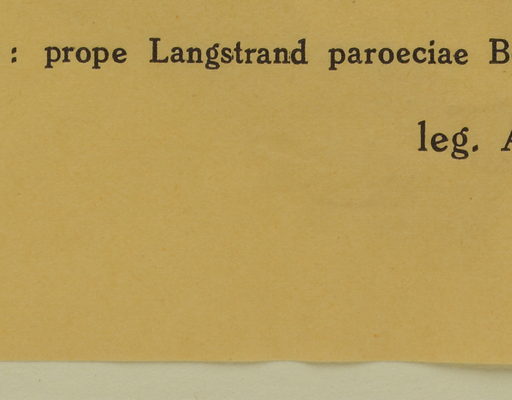 : prope Langstrand paroeciae B
leg. A